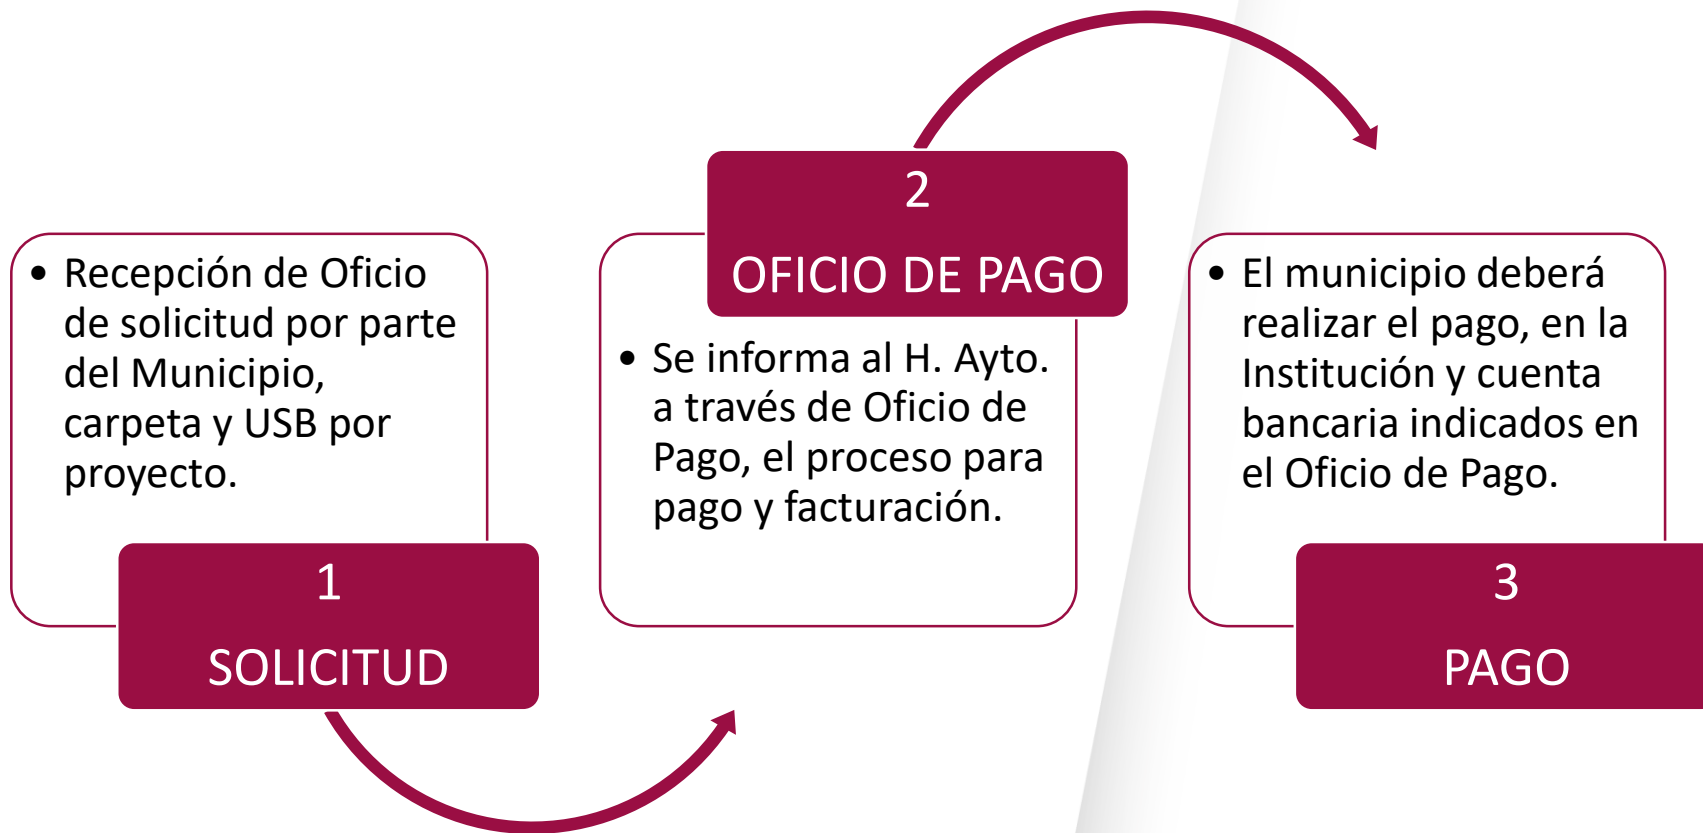 • Recepción de Oficio
de solicitud por parte
del Municipio,
carpeta y USB por
proyecto.
1
SOLICITUD
2
OFICIO DE PAGO
• Se informa al H. Ayto.
a través de Oficio de
Pago, el proceso para
pago y facturación.
• El municipio deberá
realizar el pago, en la
Institución y cuenta
bancaria indicados en
el Oficio de Pago.
3
PAGO